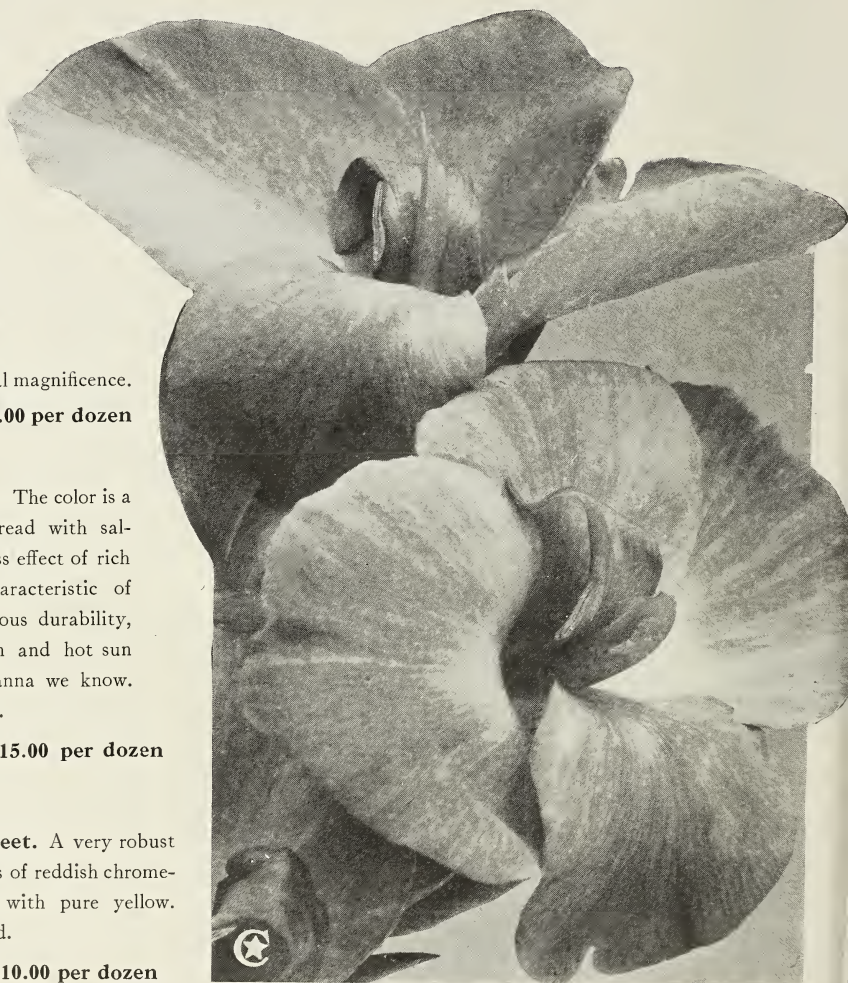 l magnificence.
.00 per dozen
The color is a
read with sal-
ss effect of rich
aracteristic of
ous durability,
n and hot sun
anna we know.
.
15.00 per dozen
eet. A very robust
s of reddish chrome-
with pure yellow.
d.
10.00 per dozen
C